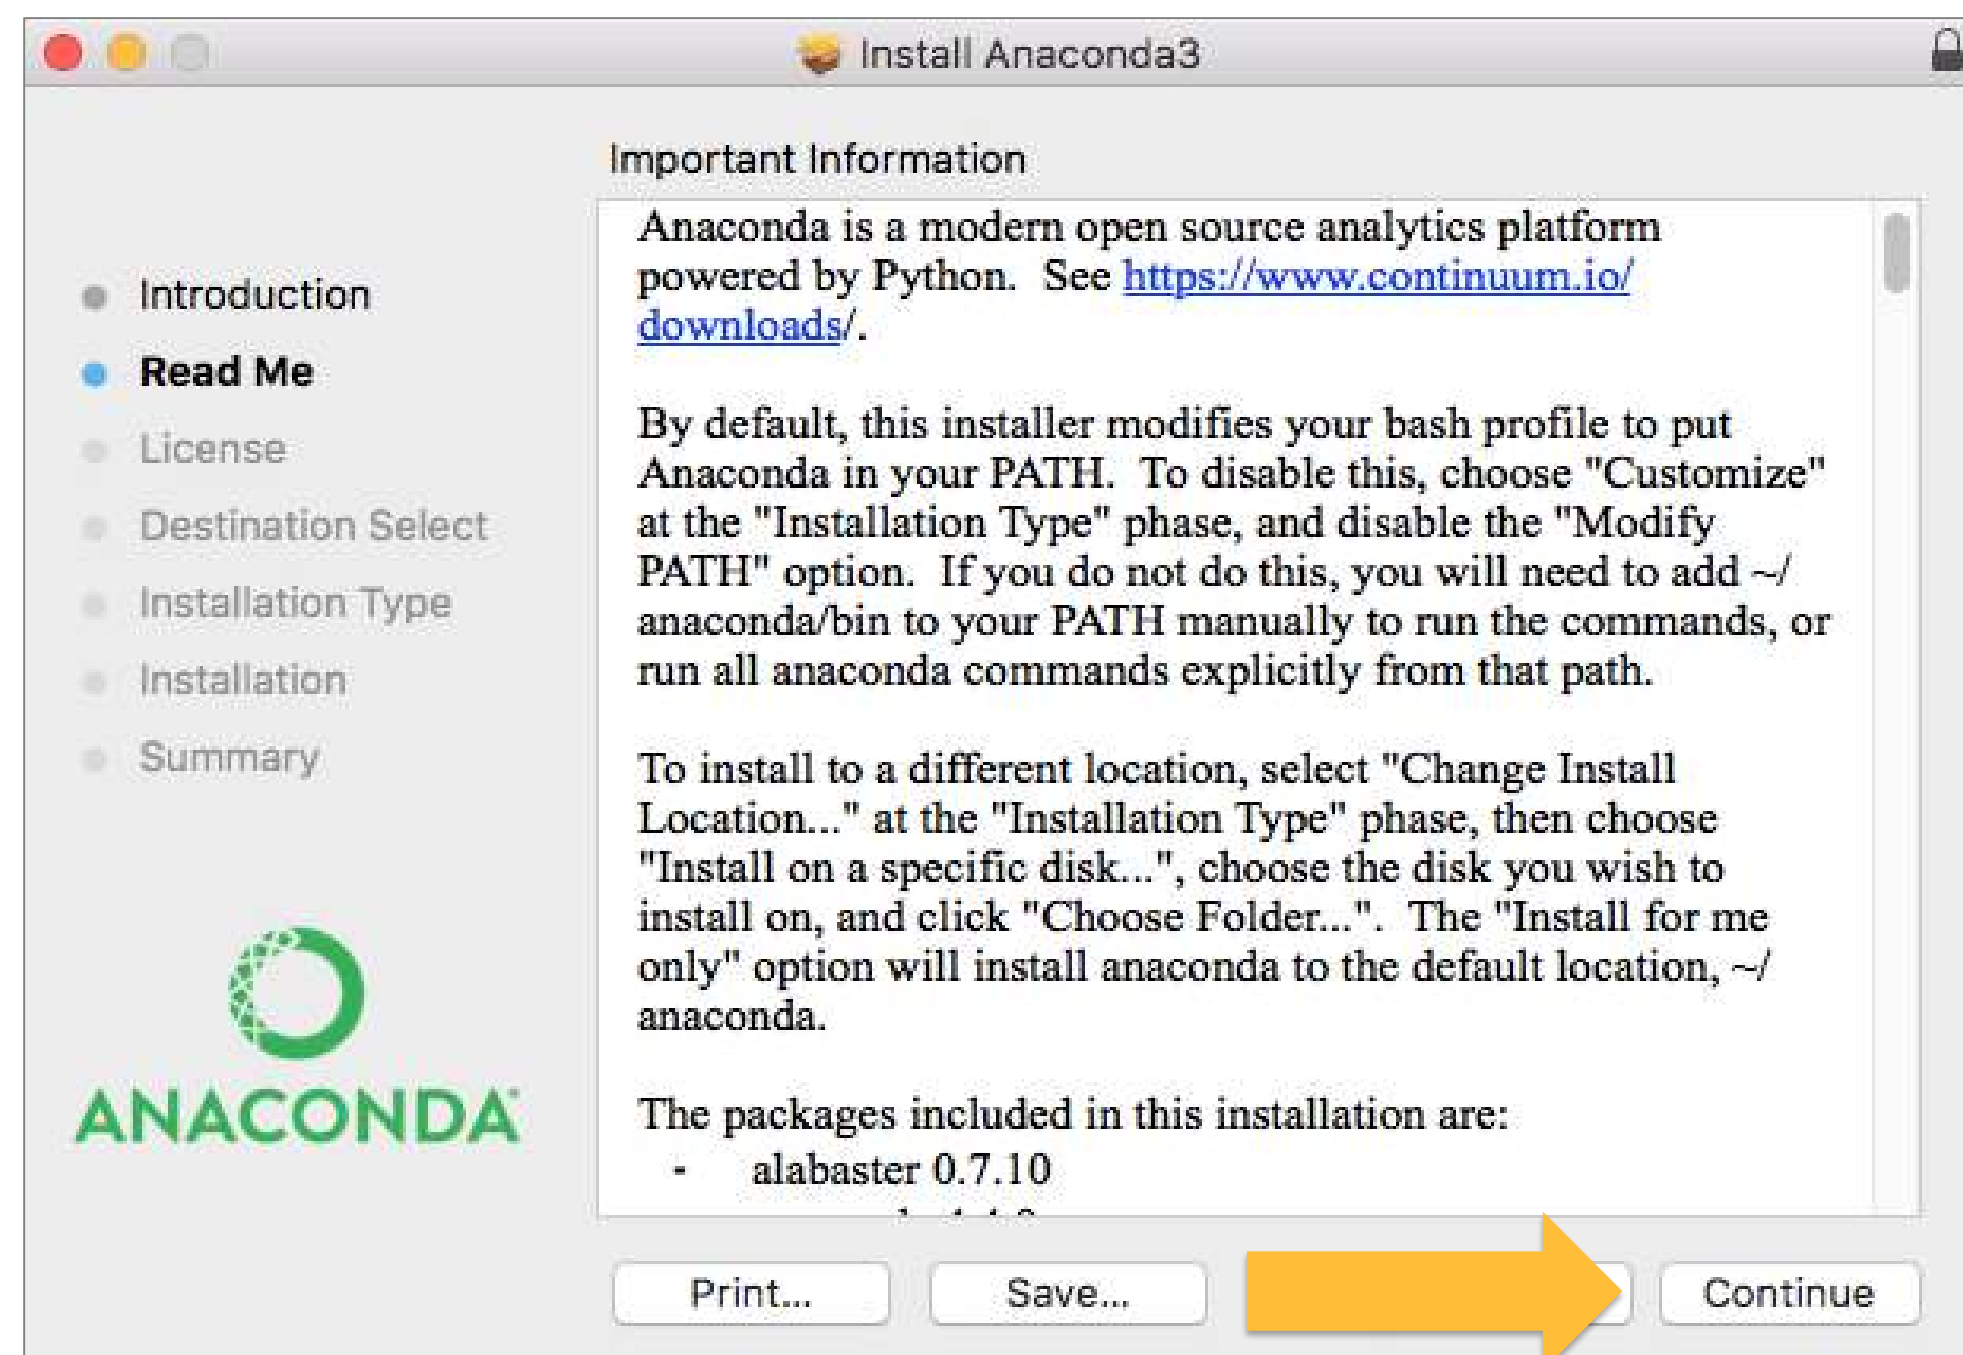 Install Anaconda3
Important Information
Introduction
Read Me
License
Destination Select
Installation Type
Installation
Summary
ANACONDA
Anaconda is a modern open source analytics platform
powered by Python.  See https://www.continuum.io/
downloads/.
By default, this installer modifies your bash profile to put
Anaconda in your PATH.  To disable this, choose "Customize"
at the "Installation Type" phase, and disable the "Modify
PATH" option.  If you do not do this, you will need to add ~/
anaconda/bin to your PATH manually to run the commands, or
run all anaconda commands explicitly from that path.
To install to a different location, select "Change Install
Location..." at the "Installation Type" phase, then choose
"Install on a specific disk...", choose the disk you wish to
install on, and click "Choose Folder...".  The "Install for me
only" option will install anaconda to the default location, ~/
anaconda.
The packages included in this installation are:
- alabaster 0.7.10
Print...
Save...
Continue